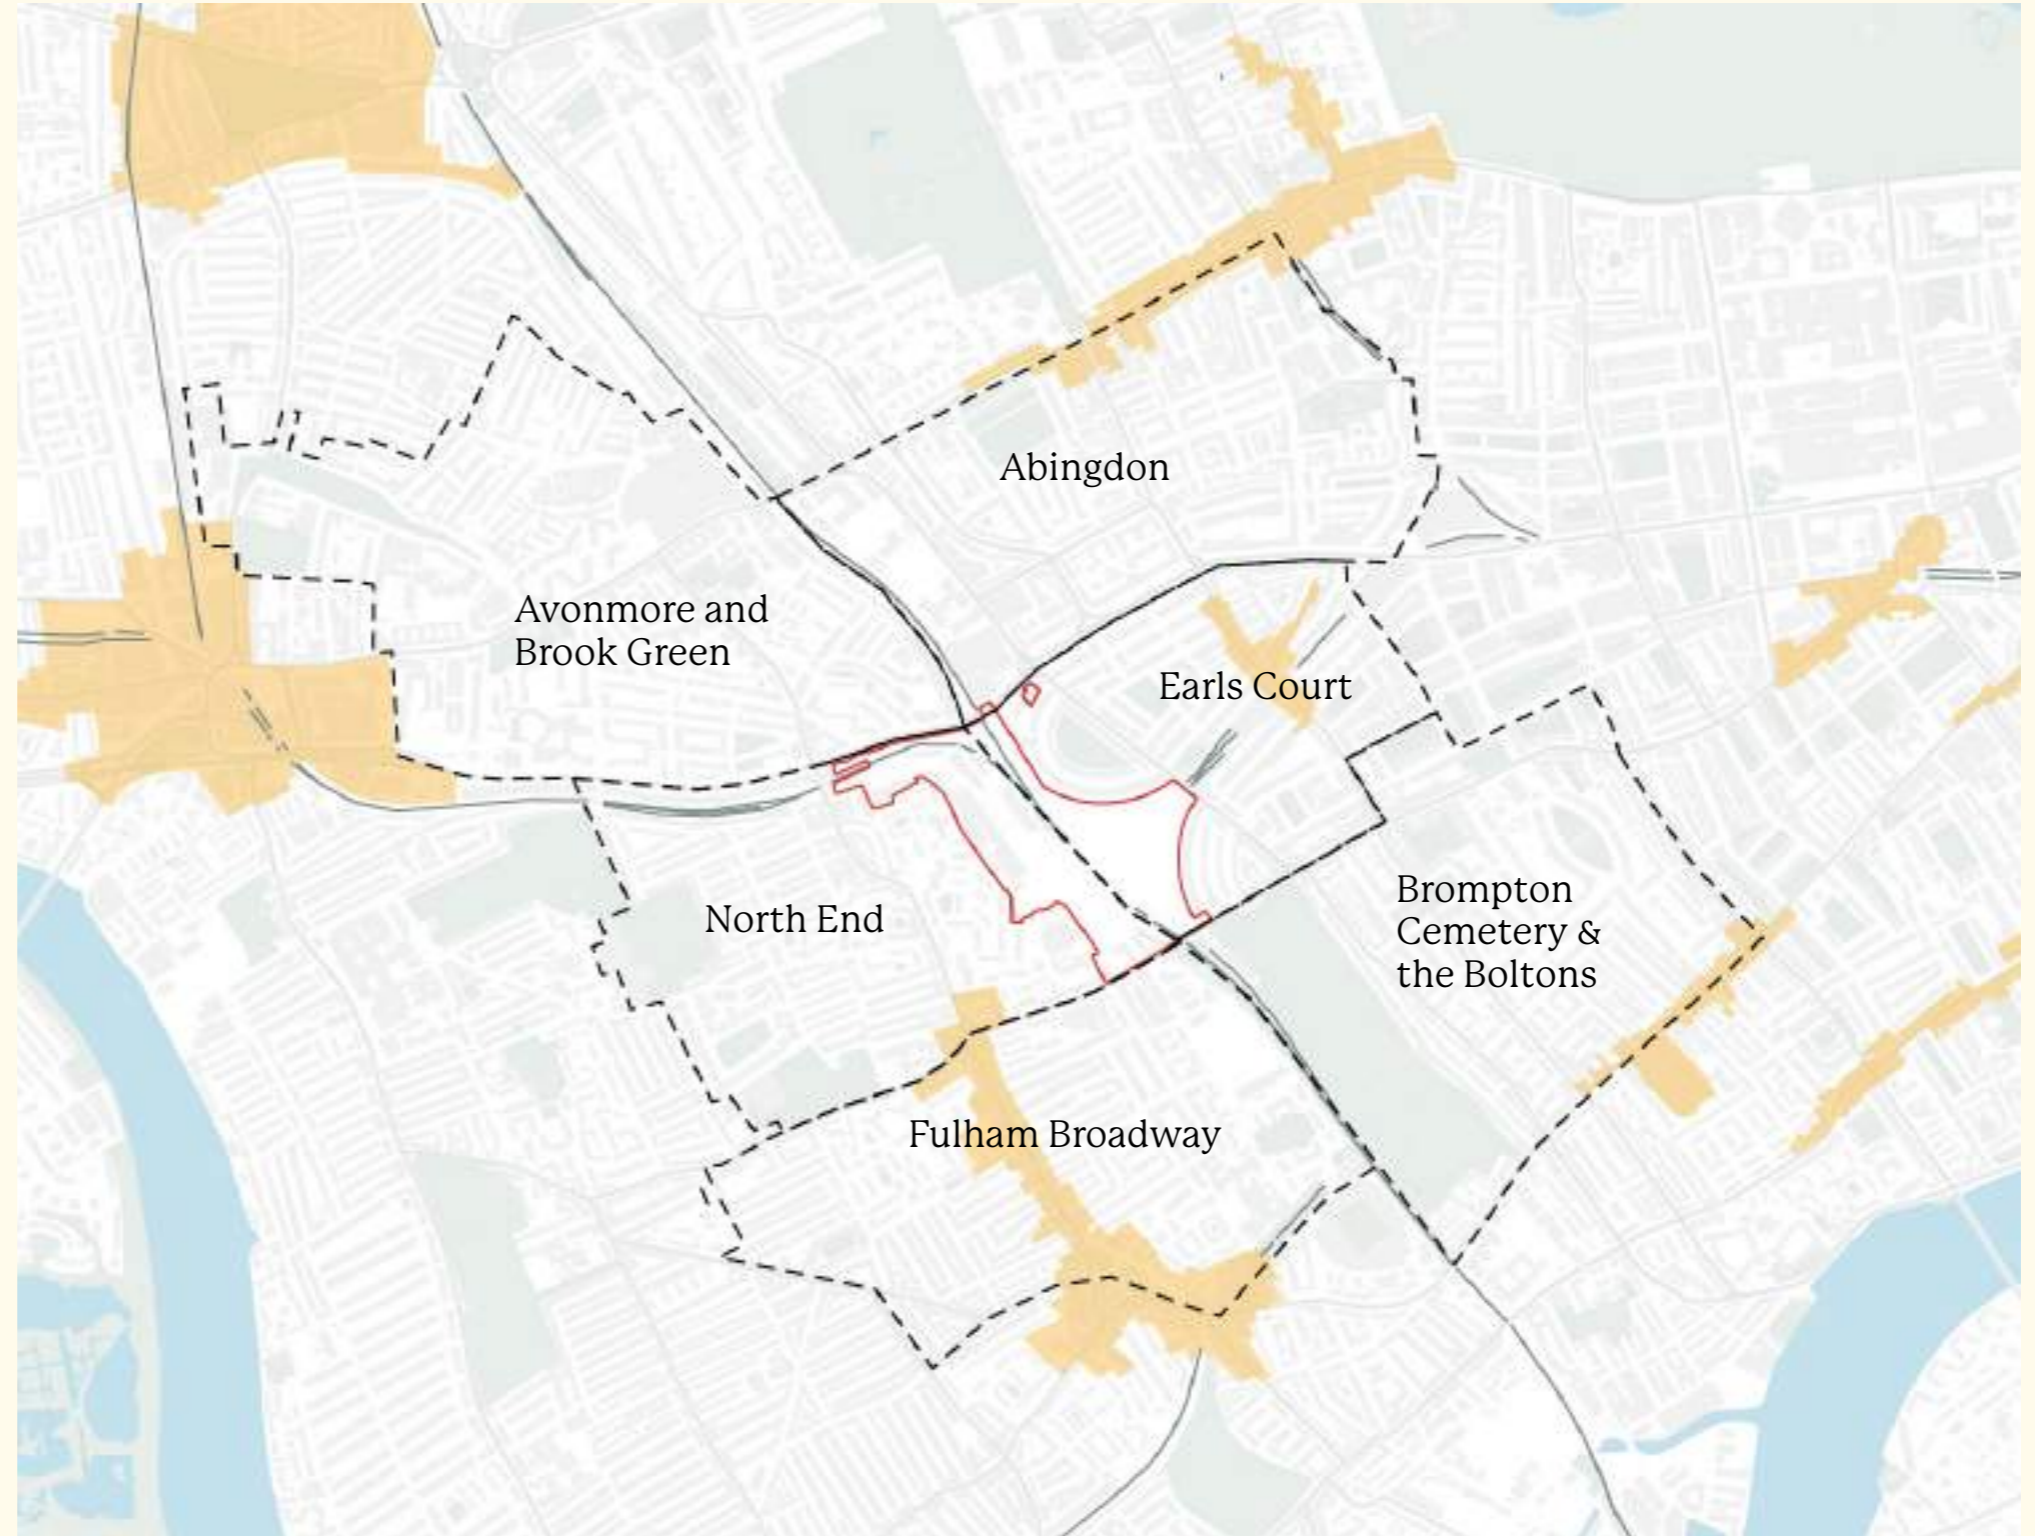 Abingdon
Avonmore and
Brook Green
Earls Court
North End
Brompton
Cemetery &
the Boltons
Fulham Broadway